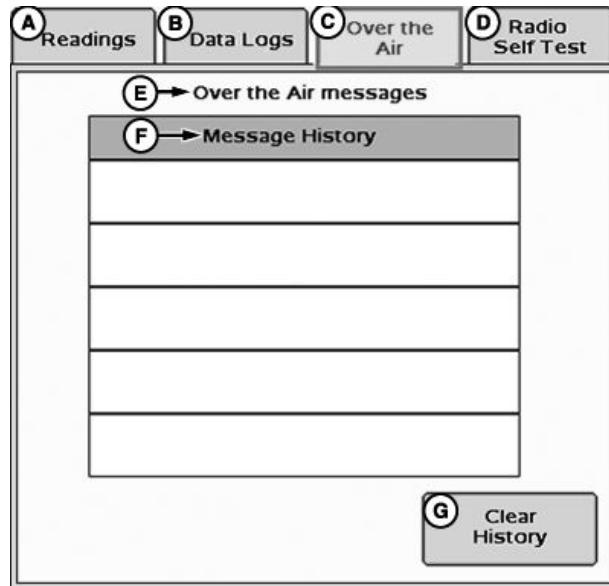 A Readings
B Data Logs
C Over the
Air
D Radio
Self Test
E Over the Air messages
F Message History
G Clear
History